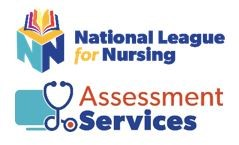 National League
for Nursing
Assessment
Services